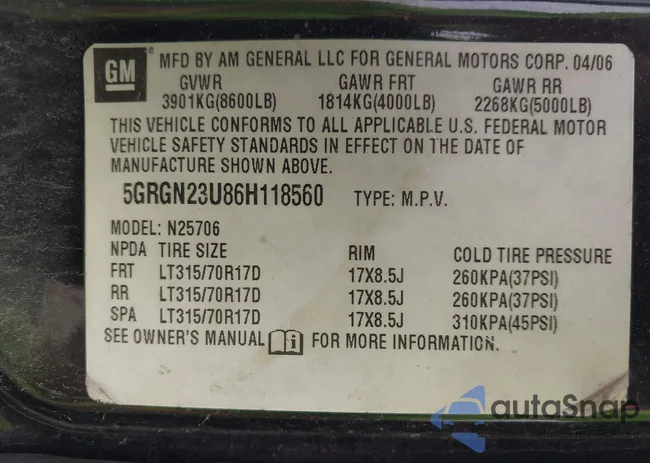 GM
MFD BY AM GENERAL LLC FOR GENERAL MOTORS CORP. 04/06
GVWR GAWR FRT GAWR RR
3901KG(8600LB) 1814KG(4000LB) 2268KG(5000LB)
THIS VEHICLE CONFORMS TO ALL APPLICABLE U.S. FEDERAL MOTOR
VEHICLE SAFETY STANDARDS IN EFFECT ON THE DATE OF
MANUFACTURE SHOWN ABOVE.
5GRGN23U86H118560 TYPE: M.P.V.
MODEL: N25706
NPDA TIRE SIZE RIM COLD TIRE PRESSURE
FRT LT315/70R17D 17X8.5J 260KPA(37PSI)
RR LT315/70R17D 17X8.5J 260KPA(37PSI)
SPA LT315/70R17D 17X8.5J 310KPA(45PSI)
SEE OWNER'S MANUAL i FOR MORE INFORMATION.
autoSnap